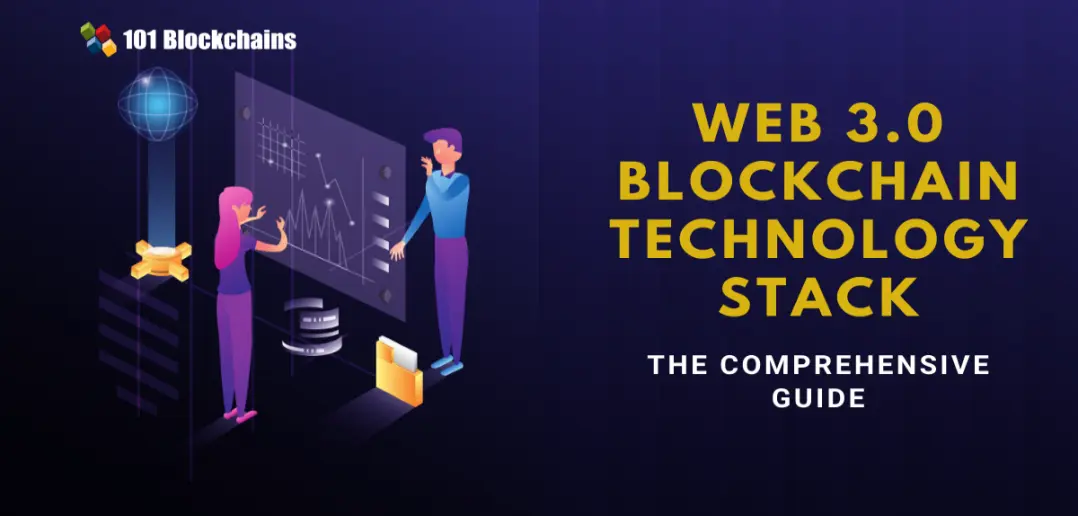 101 Blockchains
WEB 3.0
BLOCKCHAIN
TECHNOLOGY
STACK
THE COMPREHENSIVE
GUIDE